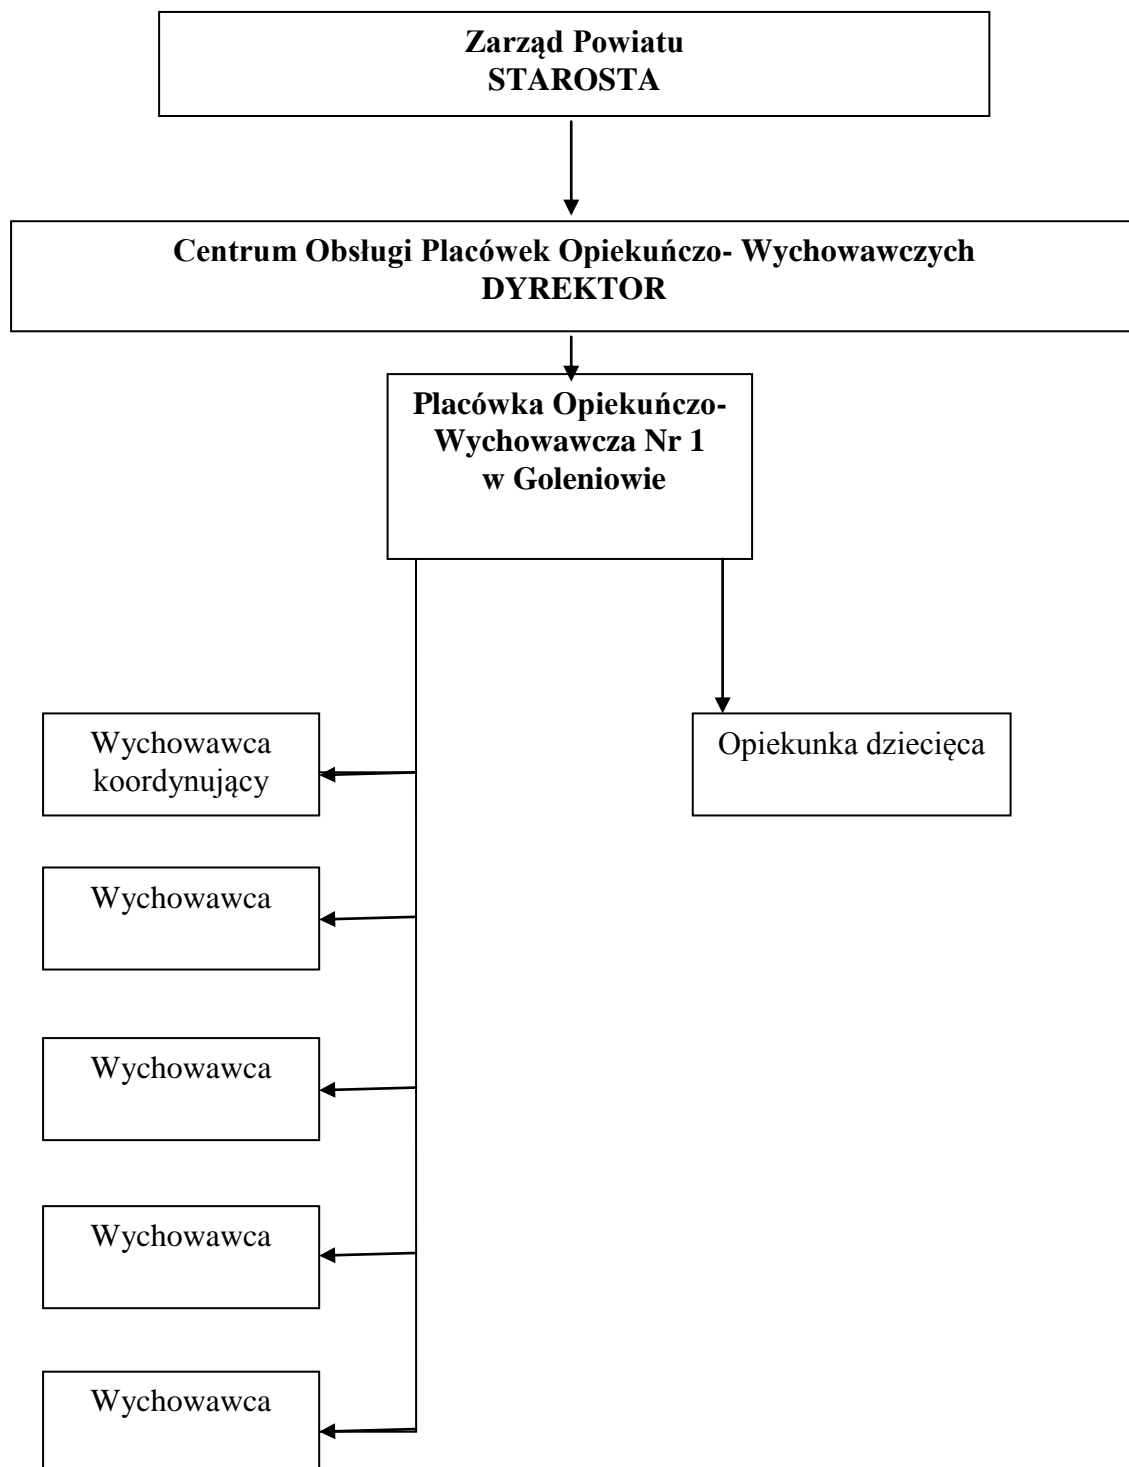 Zarząd Powiatu
STAROSTA
Centrum Obsługi Placówek Opiekuńczo- Wychowawczych
DYREKTOR
Placówka Opiekuńczo-
Wychowawcza Nr 1
w Goleniowie
Wychowawca
koordynujący
Opiekunka dziecięca
Wychowawca
Wychowawca
Wychowawca
Wychowawca